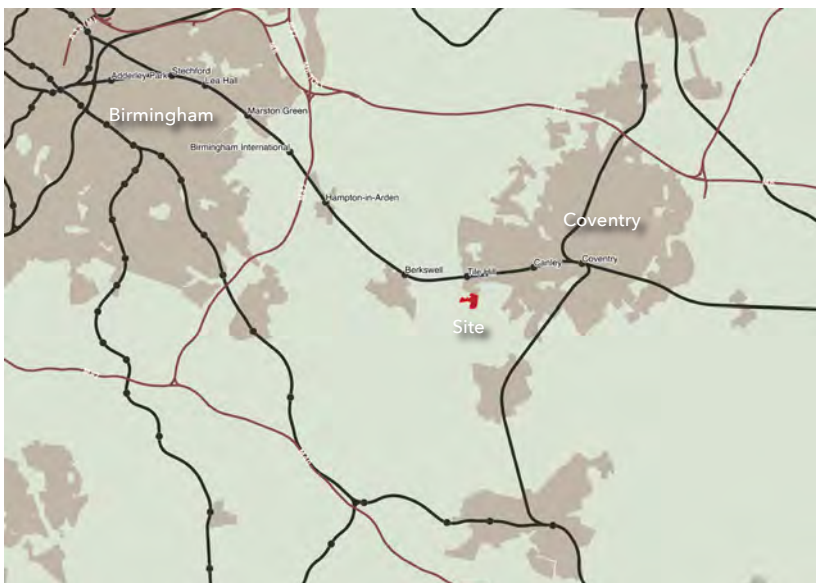 Adderley Park
Stechford
Lea Hall
Birmingham
Marston Green
Birmingham International
Hampton-in-Arden
Coventry
Berkswell
Tile Hill
Canley
Coventry
Site